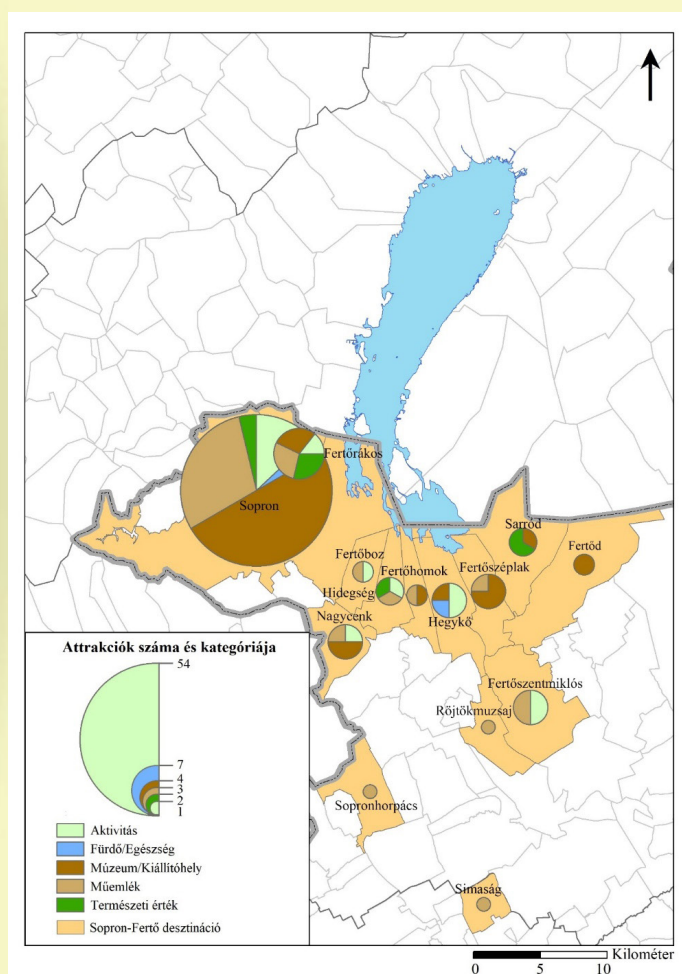 Fertőrákos
Sopron
Sarród
Fertőd
Fertőboz
Fertőhomok
Fertőszéplak
Hidegség
Hegykő
Nagycenk
Fertőszentmiklós
Röjtökmuzsaj
Sopronhorpács
Simaság
Attrakciók száma és kategóriája
54
7
4
3
2
1
Aktivitás
Fürdő/Egészség
Múzeum/Kiállítóhely
Műemlék
Természeti érték
Sopron-Fertő desztináció
Kilométer
0 5 10